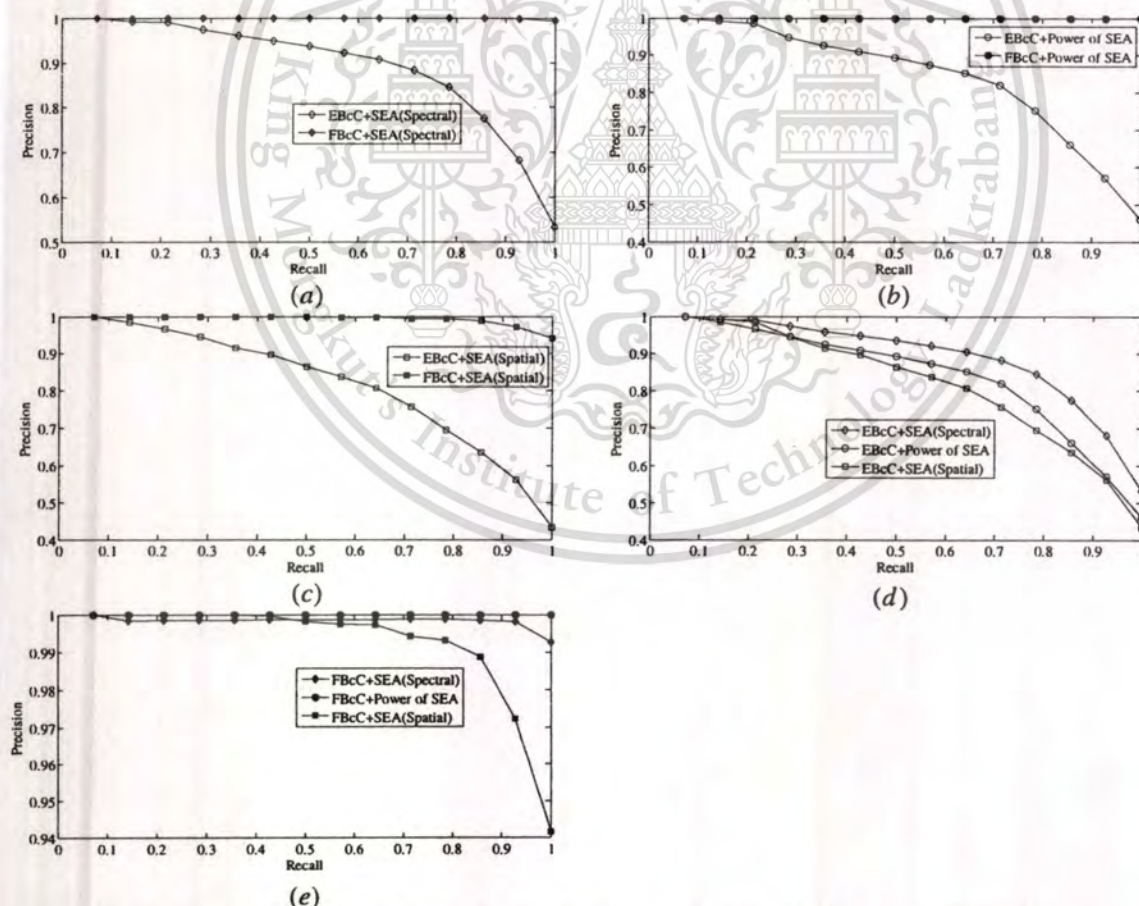 1
0.9
0.8
0.7
0.6
0.5
Precision
EBcC+SEA(Spectral)
FBcC+SEA(Spectral)
0 0.1 0.2 0.3 0.4 0.5 0.6 0.7 0.8 0.9 1
Recall
(a)
1
0.9
0.8
0.7
0.6
0.5
0.4
Precision
EBcC+Power of SEA
FBcC+Power of SEA
0 0.1 0.2 0.3 0.4 0.5 0.6 0.7 0.8 0.9 1
Recall
(b)
1
0.9
0.8
0.7
0.6
0.5
0.4
Precision
EBcC+SEA(Spatial)
FBcC+SEA(Spatial)
0 0.1 0.2 0.3 0.4 0.5 0.6 0.7 0.8 0.9 1
Recall
(c)
1
0.9
0.8
0.7
0.6
0.5
0.4
Precision
EBcC+SEA(Spectral)
EBcC+Power of SEA
EBcC+SEA(Spatial)
0 0.1 0.2 0.3 0.4 0.5 0.6 0.7 0.8 0.9 1
Recall
(d)
1
0.99
0.98
0.97
0.96
0.95
0.94
Precision
FBcC+SEA(Spectral)
FBcC+Power of SEA
FBcC+SEA(Spatial)
0 0.1 0.2 0.3 0.4 0.5 0.6 0.7 0.8 0.9 1
Recall
(e)
King Mongkut's Institute of Technology Ladkrabang